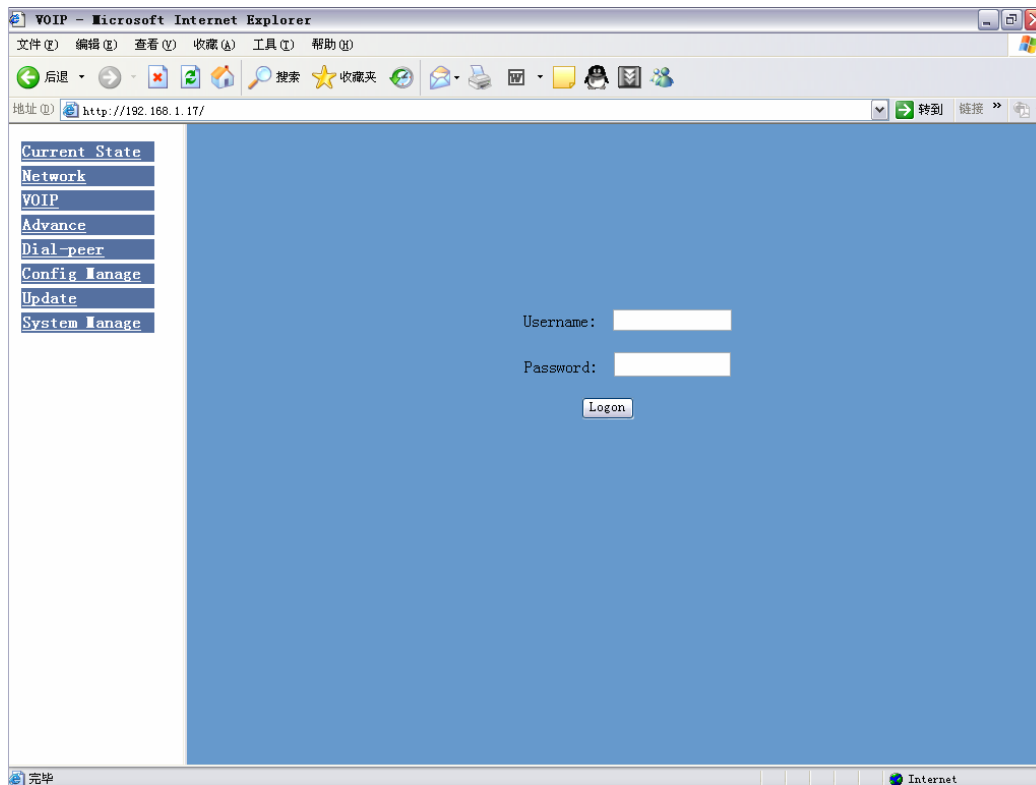 VOIP - Microsoft Internet Explorer
文件(F) 编辑(E) 查看(V) 收藏(A) 工具(T) 帮助(H)
后退 搜索 收藏夹
地址(D) http://192.168.1.17/ 转到 链接 »
Current State
Network
VOIP
Advance
Dial-peer
Config Manage
Update
System Manage
Username:
Password:
Logon
完毕 Internet